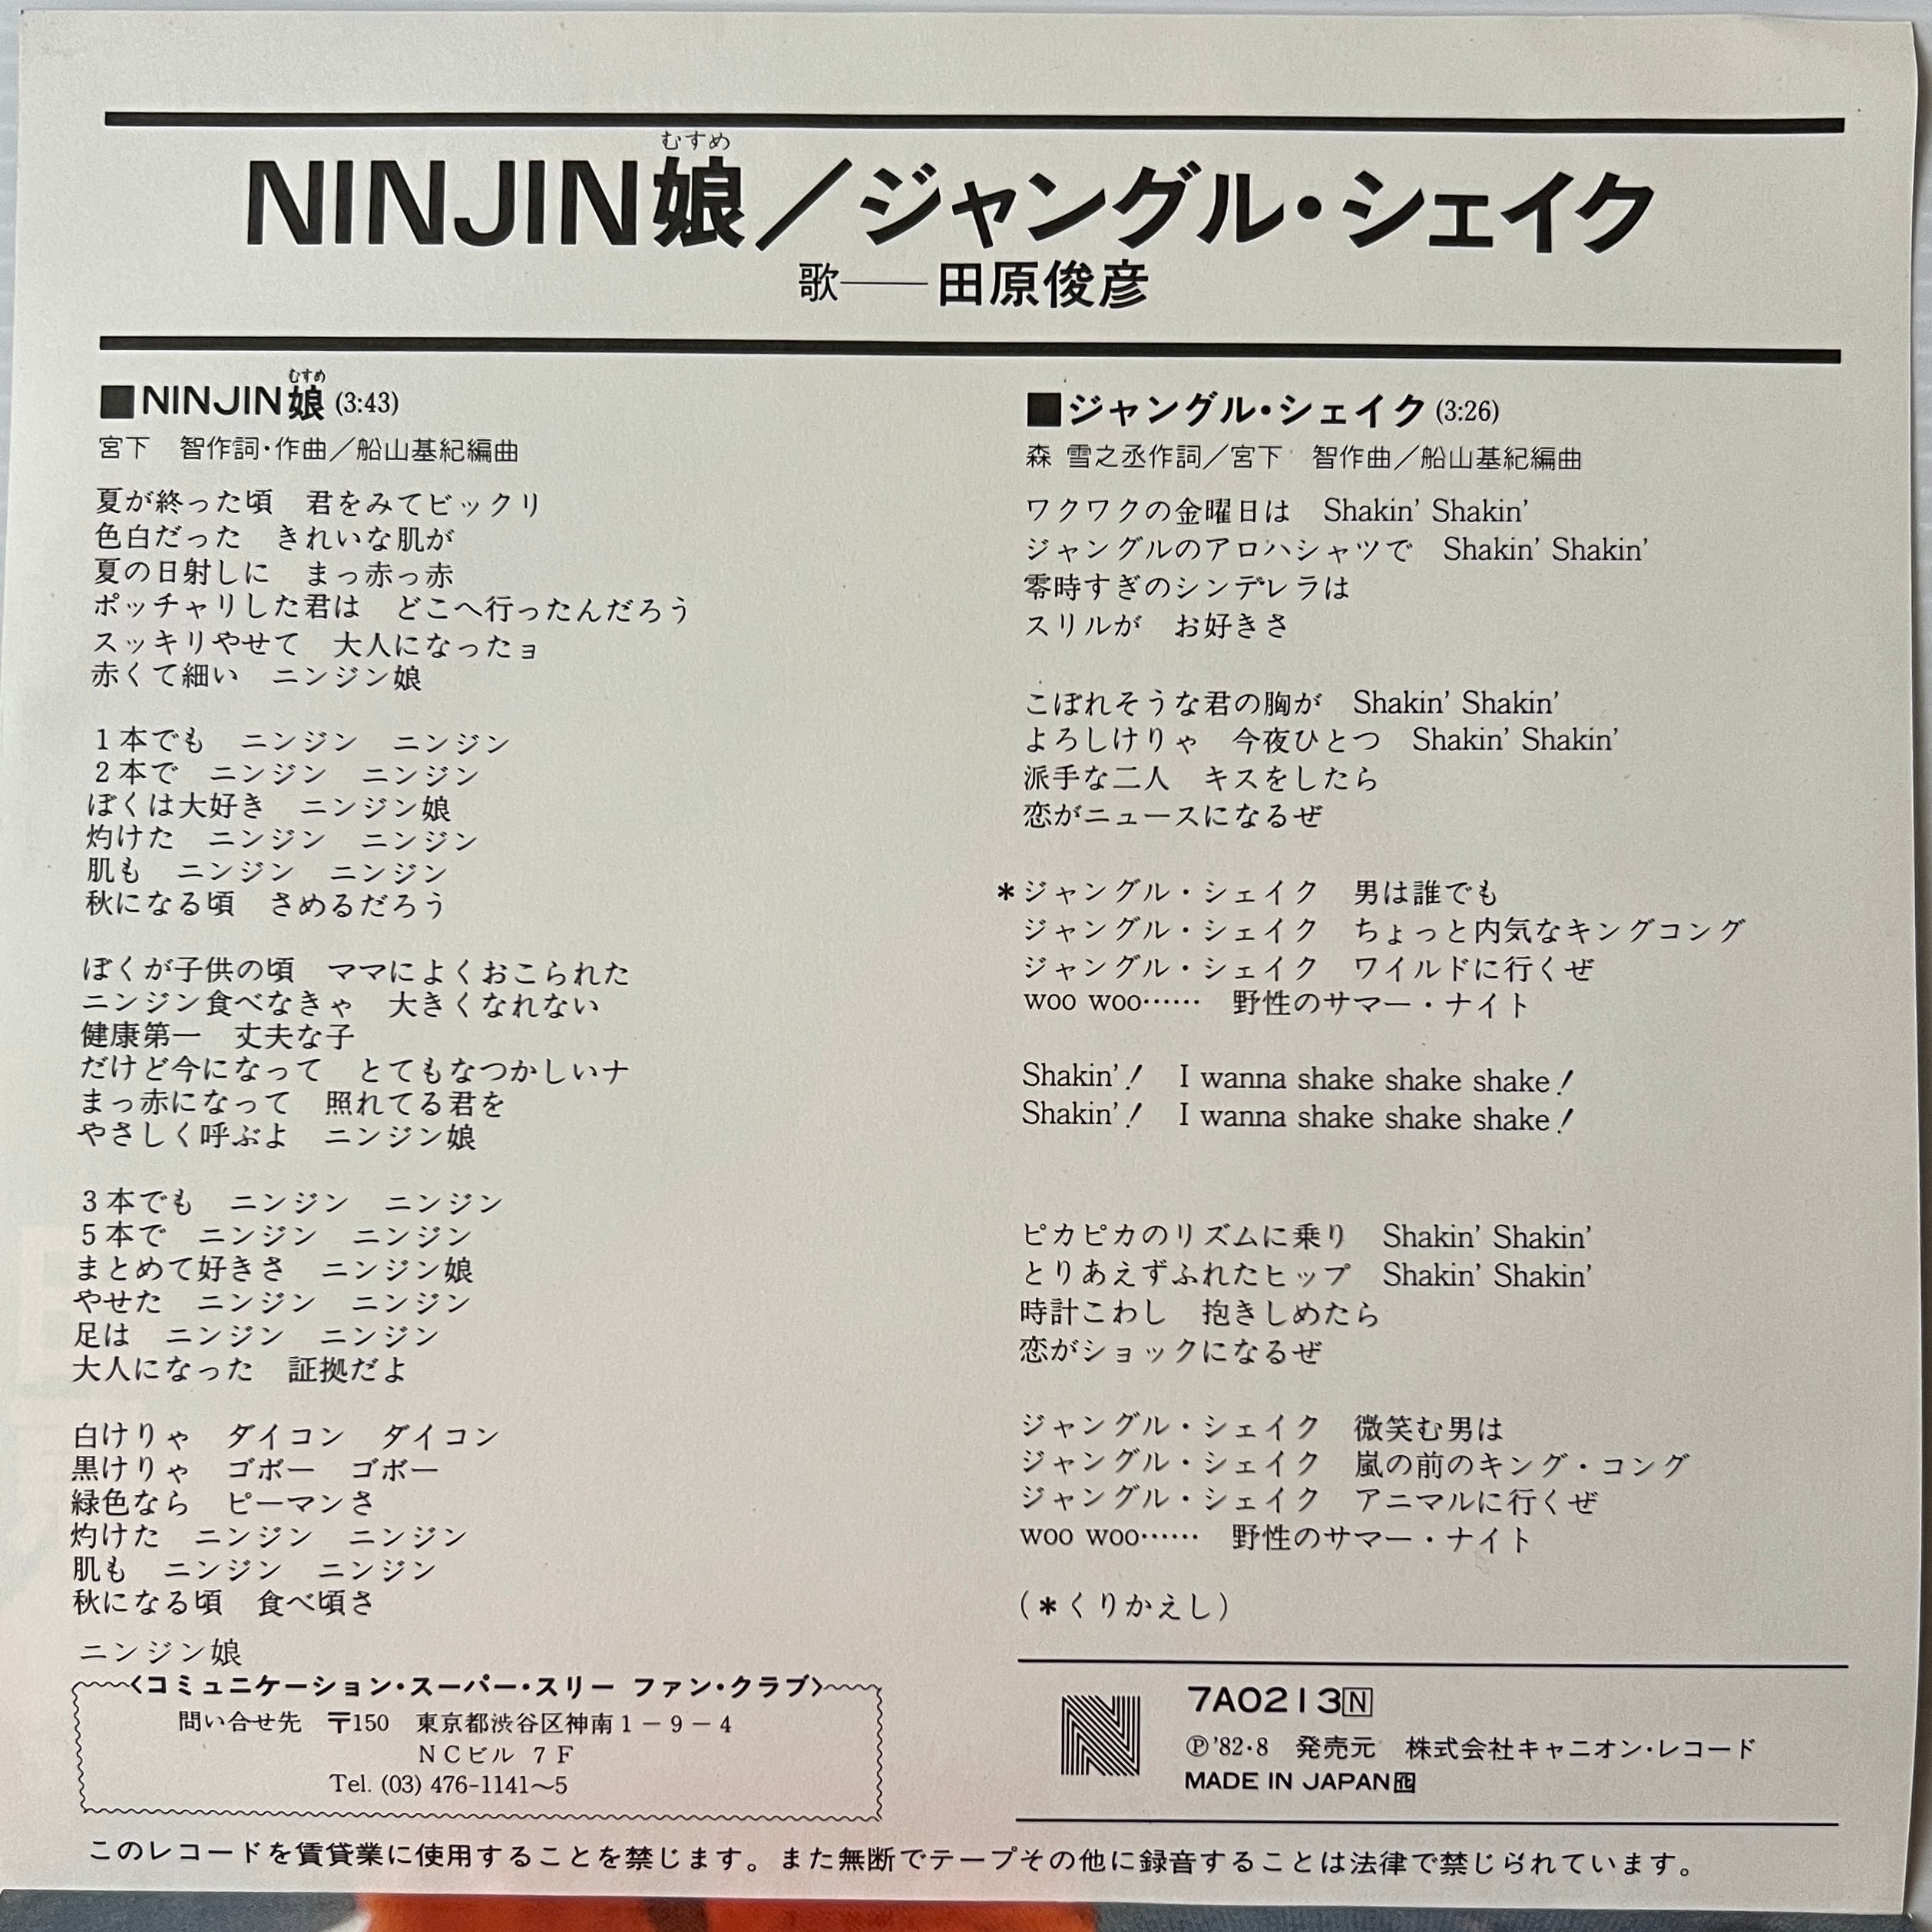 むすめ
NINJIN娘／ジャングル・シェイク
歌――田原俊彦
むすめ
■NINJIN娘 (3:43)
宮下　智作詞・作曲／船山基紀編曲
夏が終った頃　君をみてビックリ
色白だった　きれいな肌が
夏の日射しに　まっ赤っ赤
ポッチャリした君は　どこへ行ったんだろう
スッキリやせて　大人になったョ
赤くて細い　ニンジン娘
1本でも　ニンジン　ニンジン
2本で　ニンジン　ニンジン
ぼくは大好き　ニンジン娘
灼けた　ニンジン　ニンジン
肌も　ニンジン　ニンジン
秋になる頃　さめるだろう
ぼくが子供の頃　ママによくおこられた
ニンジン食べなきゃ　大きくなれない
健康第一　丈夫な子
だけど今になって　とてもなつかしいナ
まっ赤になって　照れてる君を
やさしく呼ぶよ　ニンジン娘
3本でも　ニンジン　ニンジン
5本で　ニンジン　ニンジン
まとめて好きさ　ニンジン娘
やせた　ニンジン　ニンジン
足は　ニンジン　ニンジン
大人になった　証拠だよ
白けりゃ　ダイコン　ダイコン
黒けりゃ　ゴボー　ゴボー
緑色なら　ピーマンさ
灼けた　ニンジン　ニンジン
肌も　ニンジン　ニンジン
秋になる頃　食べ頃さ
ニンジン娘
〈コミュニケーション・スーパー・スリー ファン・クラブ〉
問い合せ先　〒150　東京都渋谷区神南1－9－4
NCビル 7F
Tel. (03) 476-1141～5
■ジャングル・シェイク (3:26)
森 雪之丞作詞／宮下　智作曲／船山基紀編曲
ワクワクの金曜日は　Shakin' Shakin'
ジャングルのアロハシャツで　Shakin' Shakin'
零時すぎのシンデレラは
スリルが　お好きさ
こぼれそうな君の胸が　Shakin' Shakin'
よろしけりゃ　今夜ひとつ　Shakin' Shakin'
派手な二人　キスをしたら
恋がニュースになるぜ
＊ジャングル・シェイク　男は誰でも
ジャングル・シェイク　ちょっと内気なキングコング
ジャングル・シェイク　ワイルドに行くぜ
woo woo……　野性のサマー・ナイト
Shakin'！　I wanna shake shake shake！
Shakin'！　I wanna shake shake shake！
ピカピカのリズムに乗り　Shakin' Shakin'
とりあえずふれたヒップ　Shakin' Shakin'
時計こわし　抱きしめたら
恋がショックになるぜ
ジャングル・シェイク　微笑む男は
ジャングル・シェイク　嵐の前のキング・コング
ジャングル・シェイク　アニマルに行くぜ
woo woo……　野性のサマー・ナイト
（＊くりかえし）
N
7A0213N
Ⓟ'82・8　発売元　株式会社キャニオン・レコード
MADE IN JAPAN
このレコードを賃貸業に使用することを禁じます。また無断でテープその他に録音することは法律で禁じられています。